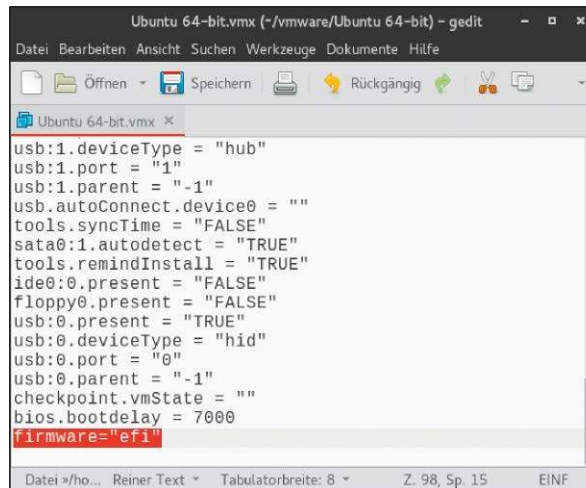 Ubuntu 64-bit.vmx (~/vmware/Ubuntu 64-bit) – gedit
Datei Bearbeiten Ansicht Suchen Werkzeuge Dokumente Hilfe
Öffnen Speichern Rückgängig
Ubuntu 64-bit.vmx
usb:1.deviceType = "hub"
usb:1.port = "1"
usb:1.parent = "-1"
usb.autoConnect.device0 = ""
tools.syncTime = "FALSE"
sata0:1.autodetect = "TRUE"
tools.remindInstall = "TRUE"
ide0:0.present = "FALSE"
floppy0.present = "FALSE"
usb:0.present = "TRUE"
usb:0.deviceType = "hid"
usb:0.port = "0"
usb:0.parent = "-1"
checkpoint.vmState = ""
bios.bootdelay = 7000
firmware="efi"
Datei »/ho... Reiner Text Tabulatorbreite: 8 Z. 98, Sp. 15 EINF